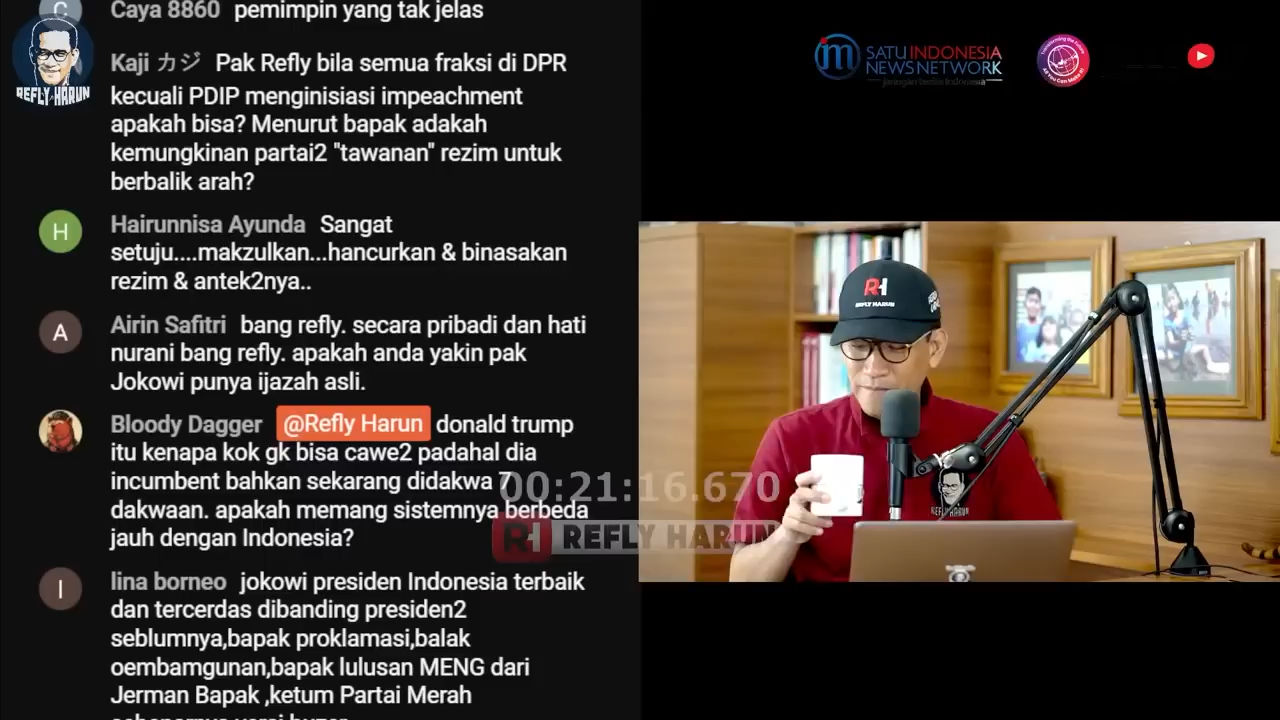 C Caya 8860 pemimpin yang tak jelas
REFLY HARUN
Kaji カジ Pak Refly bila semua fraksi di DPR
kecuali PDIP menginisiasi impeachment
apakah bisa? Menurut bapak adakah
kemungkinan partai2 "tawanan" rezim untuk
berbalik arah?
H Hairunnisa Ayunda Sangat
setuju....makzulkan...hancurkan & binasakan
rezim & antek2nya..
A Airin Safitri bang refly. secara pribadi dan hati
nurani bang refly. apakah anda yakin pak
Jokowi punya ijazah asli.
Bloody Dagger @Refly Harun donald trump
itu kenapa kok gk bisa cawe2 padahal dia
incumbent bahkan sekarang didakwa 7
dakwaan. apakah memang sistemnya berbeda
jauh dengan Indonesia?
I lina borneo jokowi presiden Indonesia terbaik
dan tercerdas dibanding presiden2
seblumnya,bapak proklamasi,balak
oembamgunan,bapak lulusan MENG dari
Jerman Bapak ,ketum Partai Merah
SATU INDONESIA
NEWS NETWORK
RH
REFLY HARUN
REFLY HARUN
00:21:16.670
RH REFLY HARUN